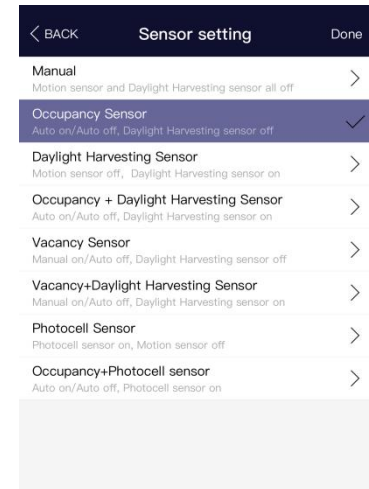 BACK Sensor setting Done
Manual
Motion sensor and Daylight Harvesting sensor all off
Occupancy Sensor
Auto on/Auto off, Daylight Harvesting sensor off
Daylight Harvesting Sensor
Motion sensor off, Daylight Harvesting sensor on
Occupancy + Daylight Harvesting Sensor
Auto on/Auto off, Daylight Harvesting sensor on
Vacancy Sensor
Manual on/Auto off, Daylight Harvesting sensor off
Vacancy+Daylight Harvesting Sensor
Manual on/Auto off, Daylight Harvesting sensor on
Photocell Sensor
Photocell sensor on, Motion sensor off
Occupancy+Photocell sensor
Auto on/Auto off, Photocell sensor on